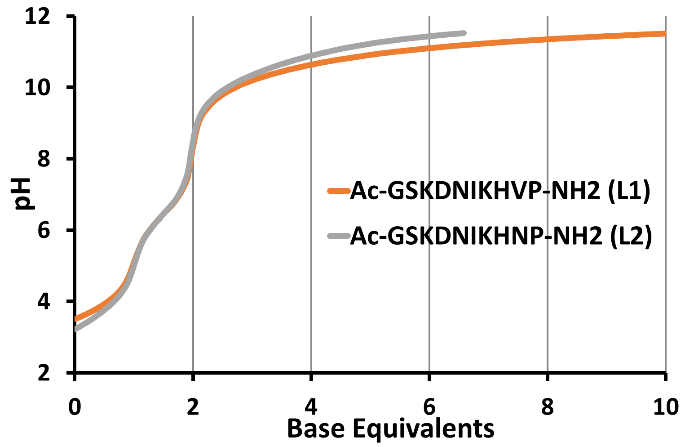 12
10
8
6
4
2
pH
Ac-GSKDNIKHVP-NH2 (L1)
Ac-GSKDNIKHNP-NH2 (L2)
0 2 4 6 8 10
Base Equivalents